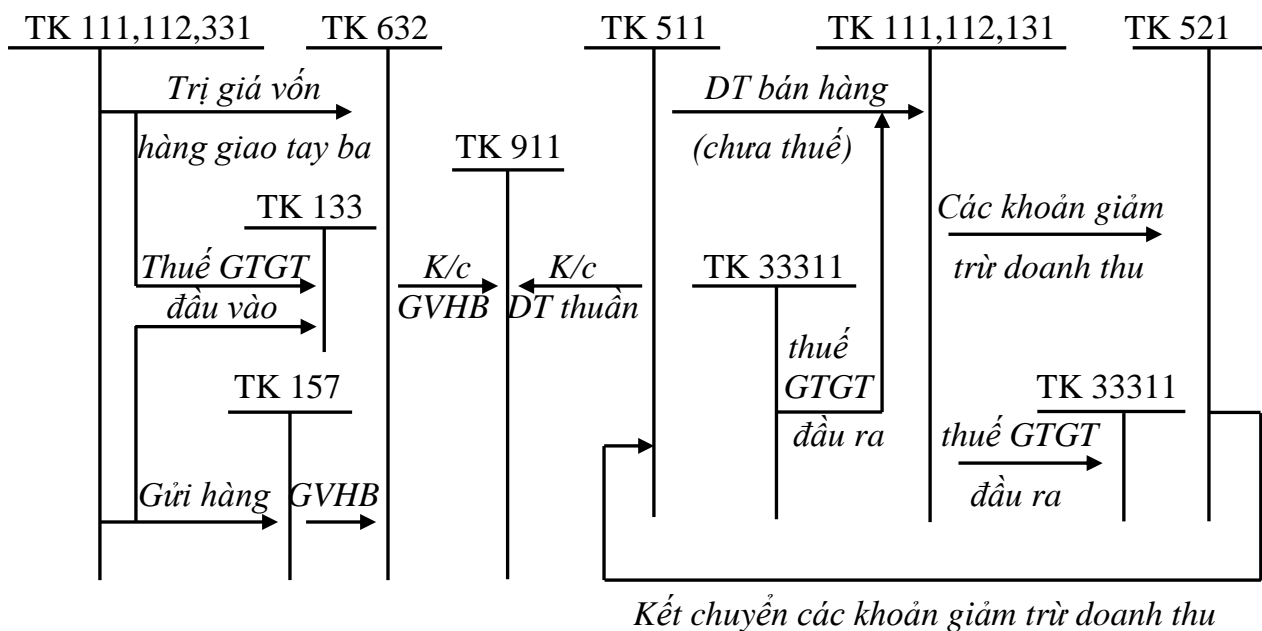 TK 111,112,331
TK 632
TK 511
TK 111,112,131
TK 521
Trị giá vốn
hàng giao tay ba
DT bán hàng
(chưa thuế)
TK 911
TK 133
Các khoản giảm
trừ doanh thu
Thuế GTGT
đầu vào
K/c
GVHB
K/c
DT thuần
TK 33311
thuế
GTGT
đầu ra
TK 157
TK 33311
thuế GTGT
đầu ra
Gửi hàng
GVHB
Kết chuyển các khoản giảm trừ doanh thu